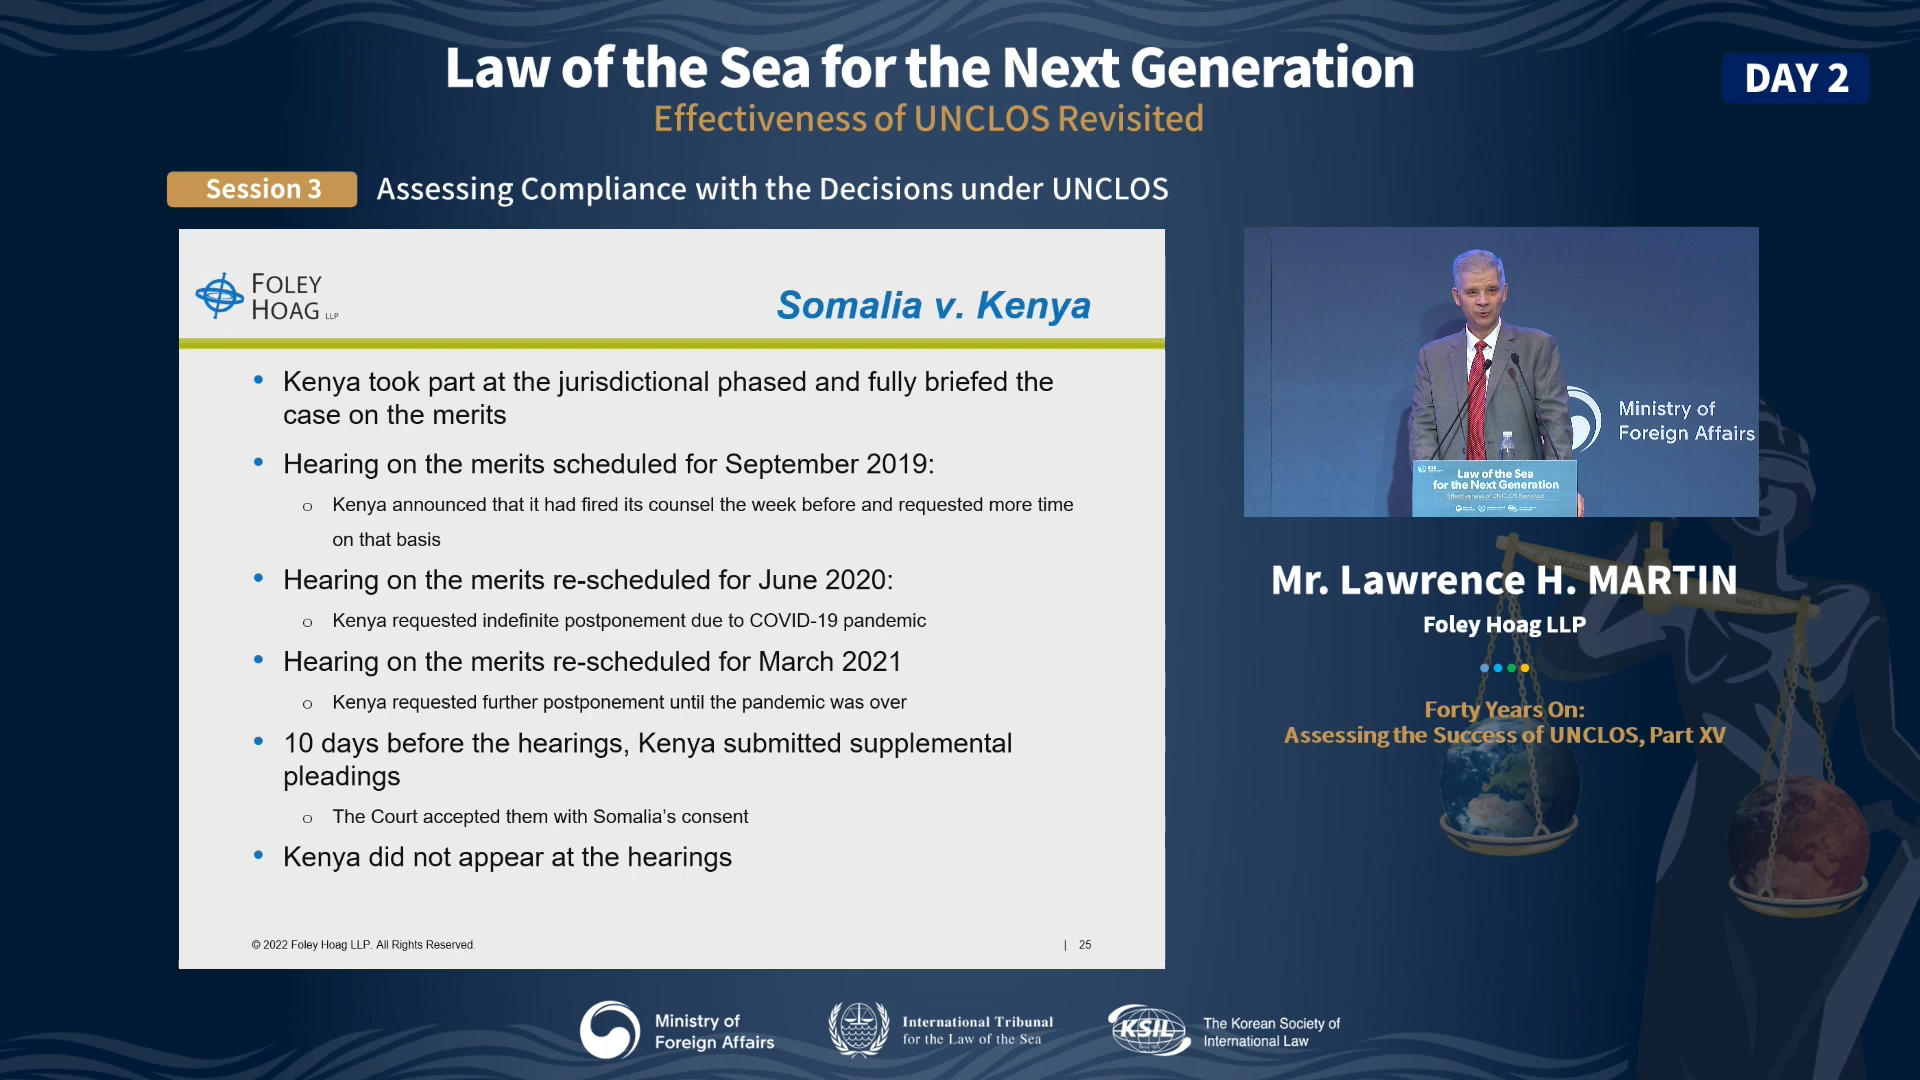 Law of the Sea for the Next Generation
Effectiveness of UNCLOS Revisited
DAY 2
Session 3
Assessing Compliance with the Decisions under UNCLOS
FOLEY
HOAG LLP
Somalia v. Kenya
• Kenya took part at the jurisdictional phased and fully briefed the
case on the merits
• Hearing on the merits scheduled for September 2019:
o Kenya announced that it had fired its counsel the week before and requested more time
on that basis
• Hearing on the merits re-scheduled for June 2020:
o Kenya requested indefinite postponement due to COVID-19 pandemic
• Hearing on the merits re-scheduled for March 2021
o Kenya requested further postponement until the pandemic was over
• 10 days before the hearings, Kenya submitted supplemental
pleadings
o The Court accepted them with Somalia’s consent
• Kenya did not appear at the hearings
© 2022 Foley Hoag LLP. All Rights Reserved.
| 25
Ministry of
Foreign Affairs
Law of the Sea
for the Next Generation
Effectiveness of UNCLOS Revisited
Mr. Lawrence H. MARTIN
Foley Hoag LLP
Forty Years On:
Assessing the Success of UNCLOS, Part XV
Ministry of
Foreign Affairs
International Tribunal
for the Law of the Sea
KSIL
The Korean Society of
International Law